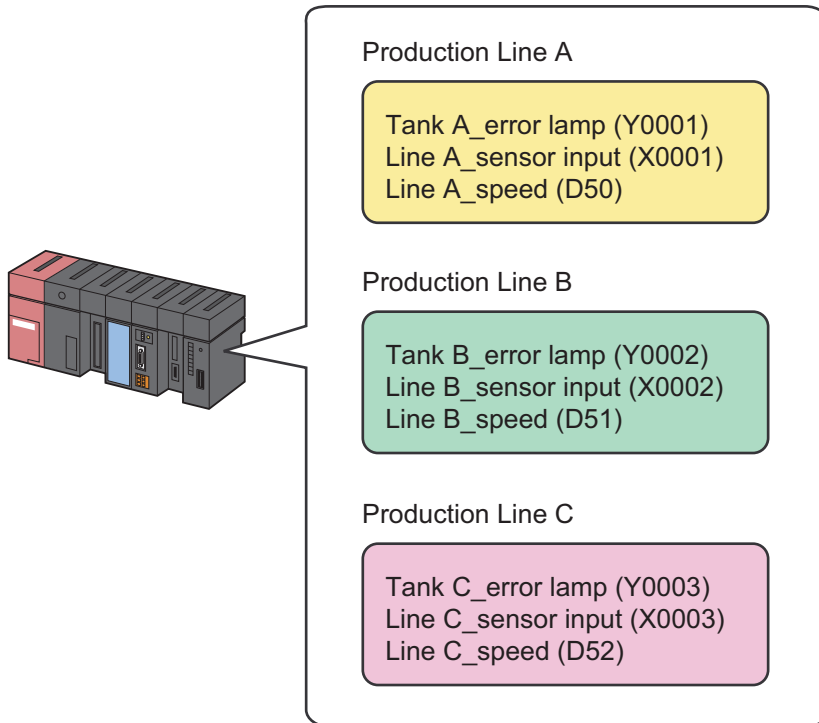 Production Line A
Tank A_error lamp (Y0001)
Line A_sensor input (X0001)
Line A_speed (D50)
Production Line B
Tank B_error lamp (Y0002)
Line B_sensor input (X0002)
Line B_speed (D51)
Production Line C
Tank C_error lamp (Y0003)
Line C_sensor input (X0003)
Line C_speed (D52)